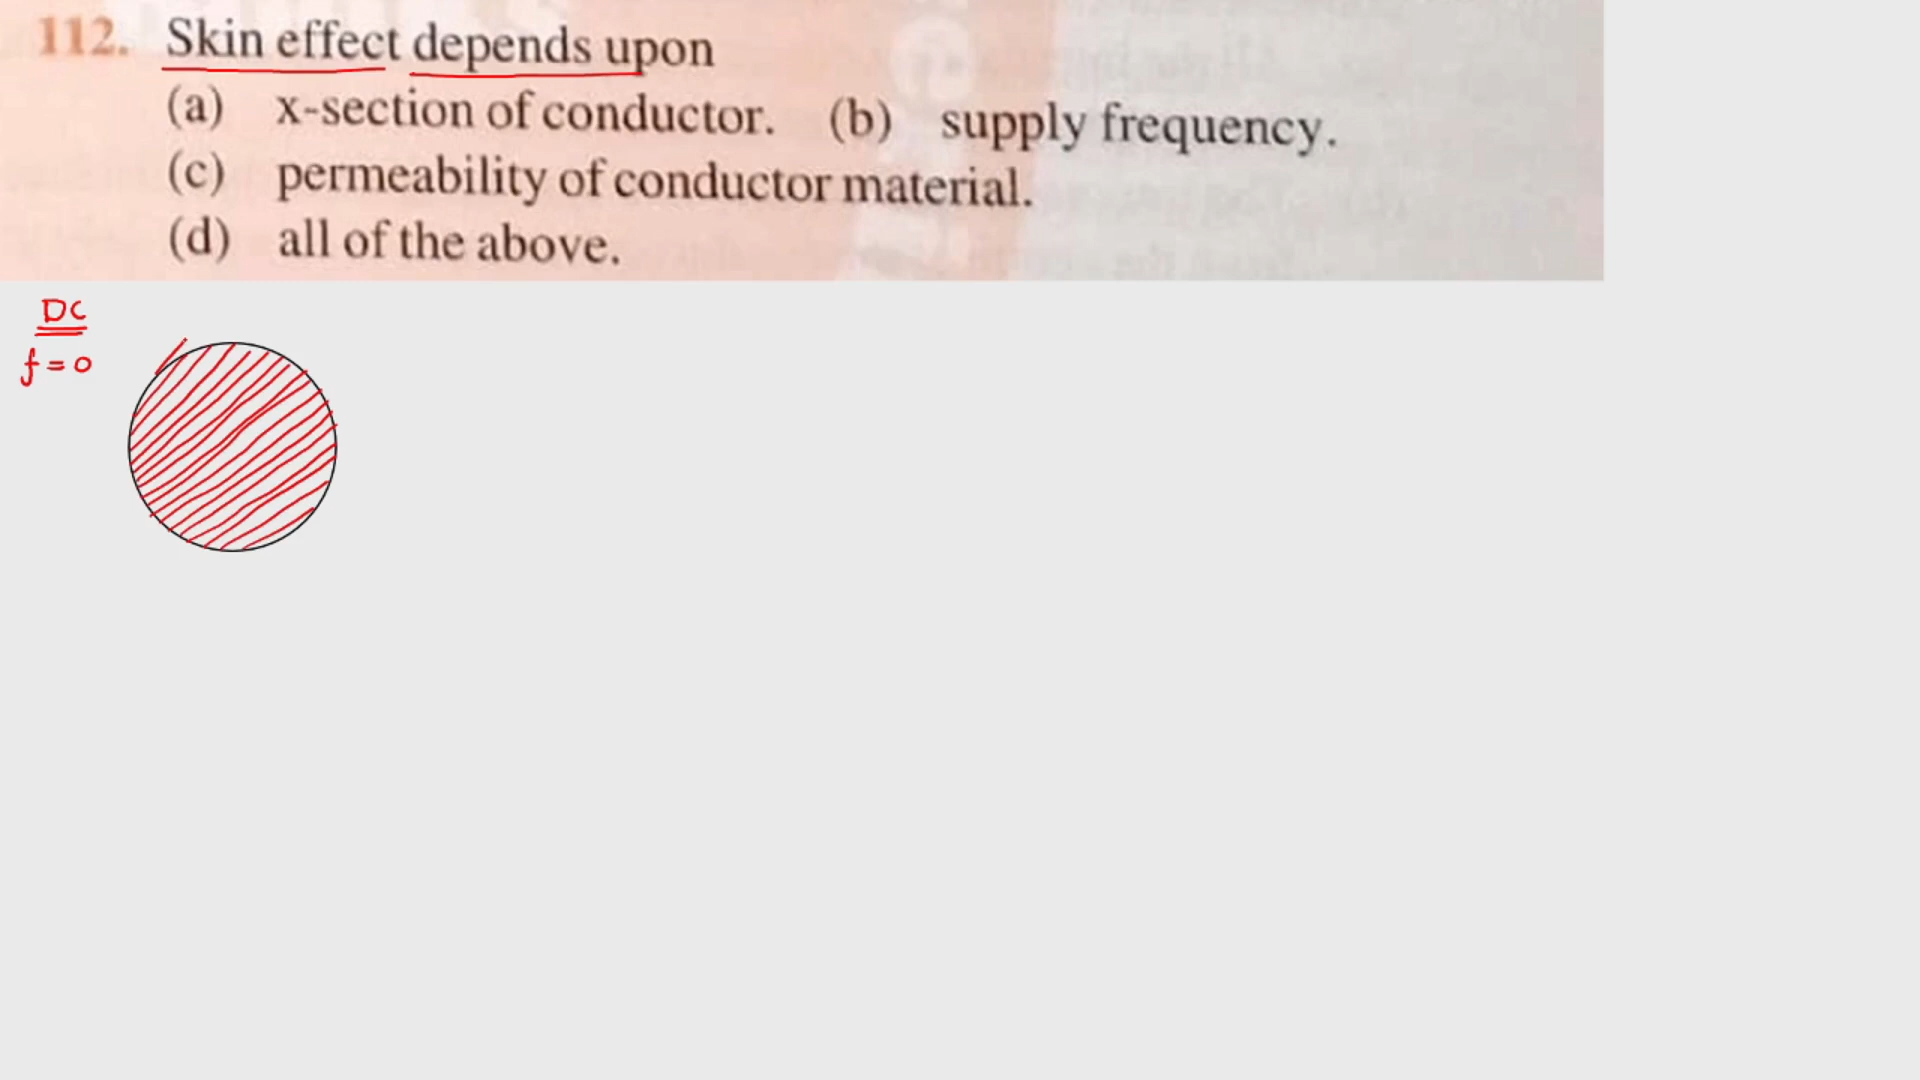 112. Skin effect depends upon
(a) x-section of conductor. (b) supply frequency.
(c) permeability of conductor material.
(d) all of the above.
DC
f=0